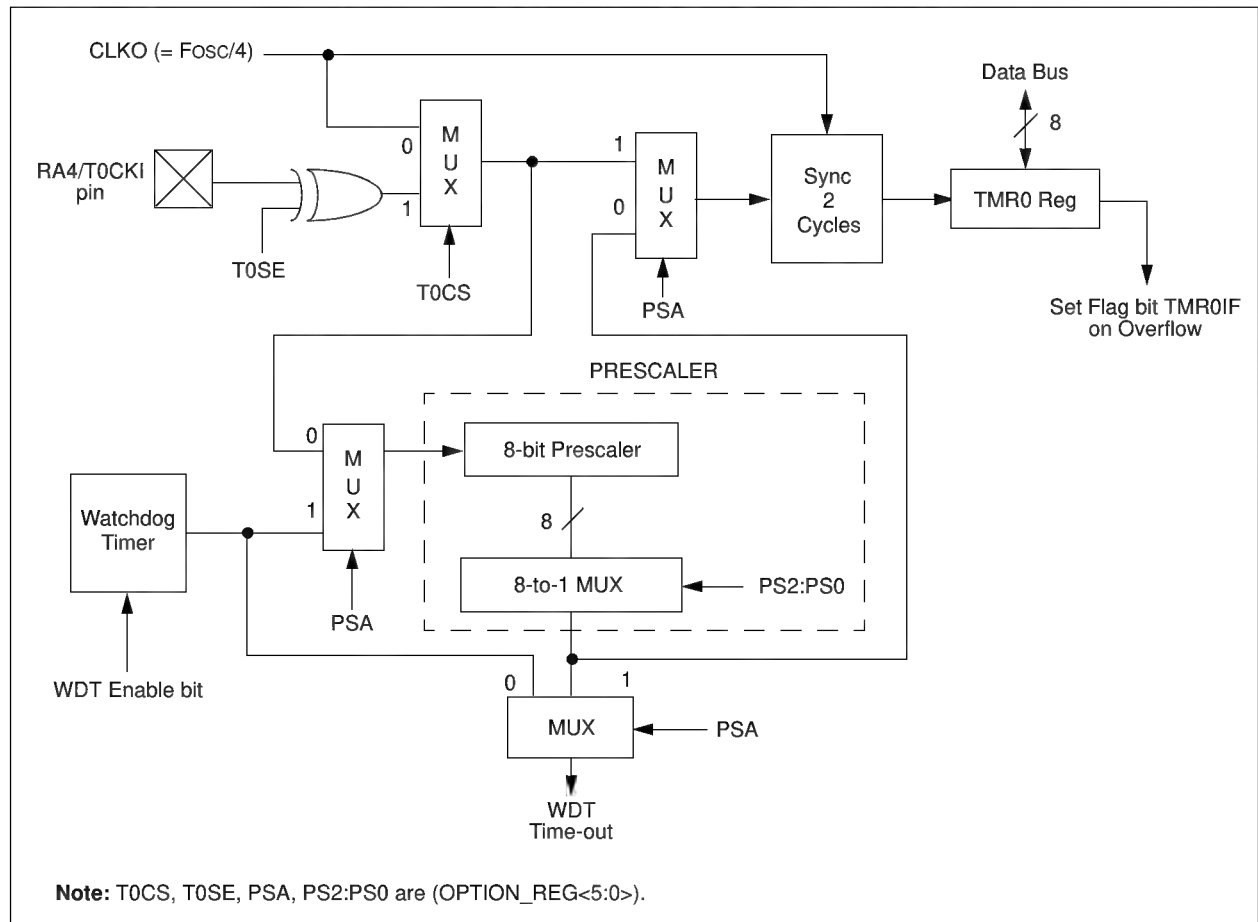 CLKO (= FOSC/4)
Data Bus
8
RA4/T0CKI
pin
T0SE
0
1
M
U
X
T0CS
1
0
M
U
X
PSA
Sync
2
Cycles
TMR0 Reg
Set Flag bit TMR0IF
on Overflow
PRESCALER
0
1
M
U
X
PSA
8-bit Prescaler
8
8-to-1 MUX
PS2:PS0
Watchdog
Timer
WDT Enable bit
0
1
MUX
PSA
WDT
Time-out
Note: T0CS, T0SE, PSA, PS2:PS0 are (OPTION_REG<5:0>).